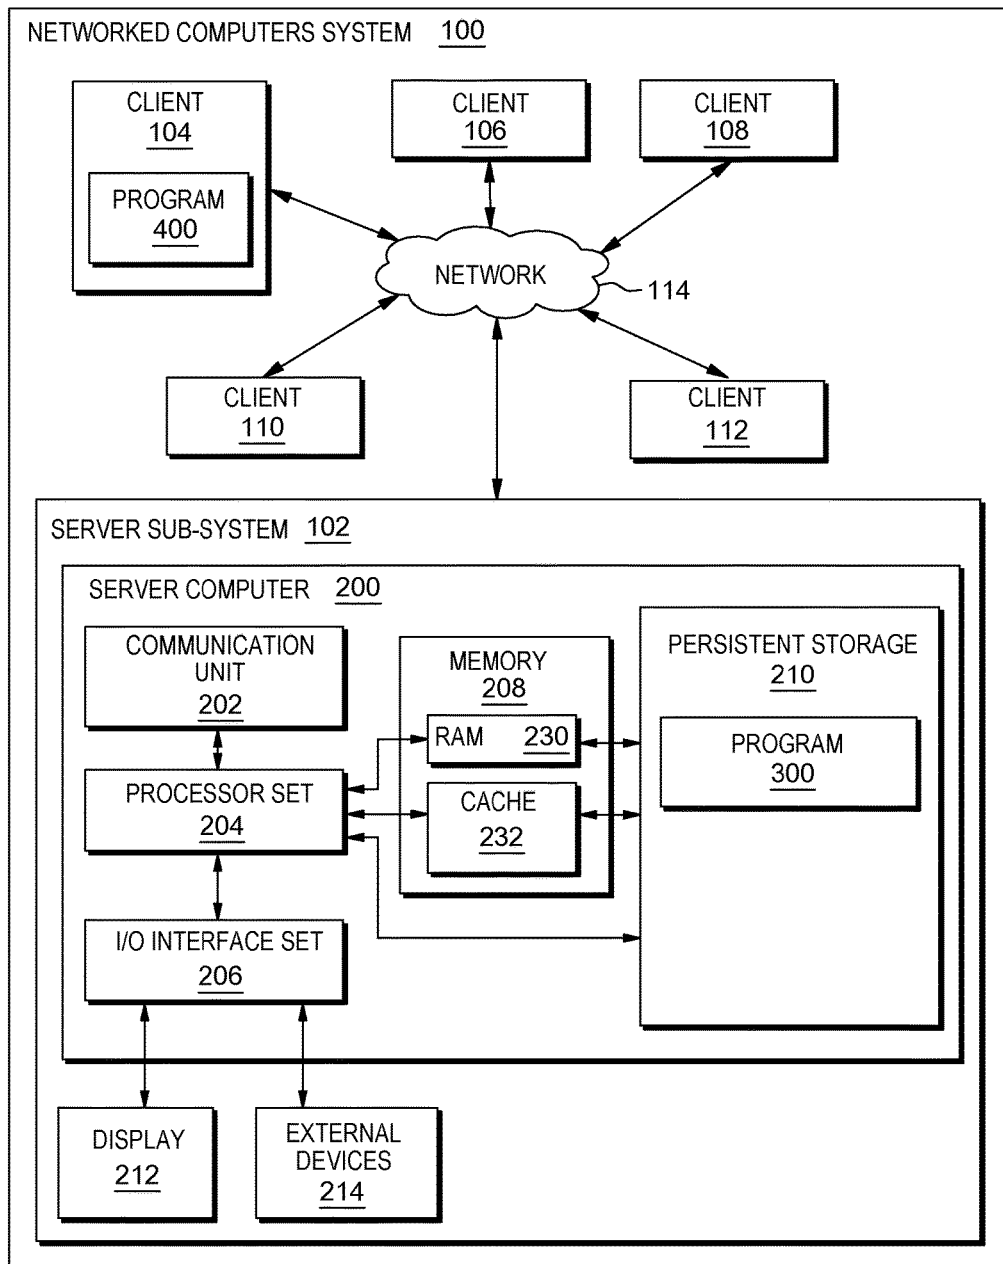 NETWORKED COMPUTERS SYSTEM 100
CLIENT
104
PROGRAM
400
CLIENT
106
CLIENT
108
NETWORK
114
CLIENT
110
CLIENT
112
SERVER SUB-SYSTEM 102
SERVER COMPUTER 200
COMMUNICATION
UNIT
202
PROCESSOR SET
204
I/O INTERFACE SET
206
MEMORY
208
RAM 230
CACHE
232
PERSISTENT STORAGE
210
PROGRAM
300
DISPLAY
212
EXTERNAL
DEVICES
214